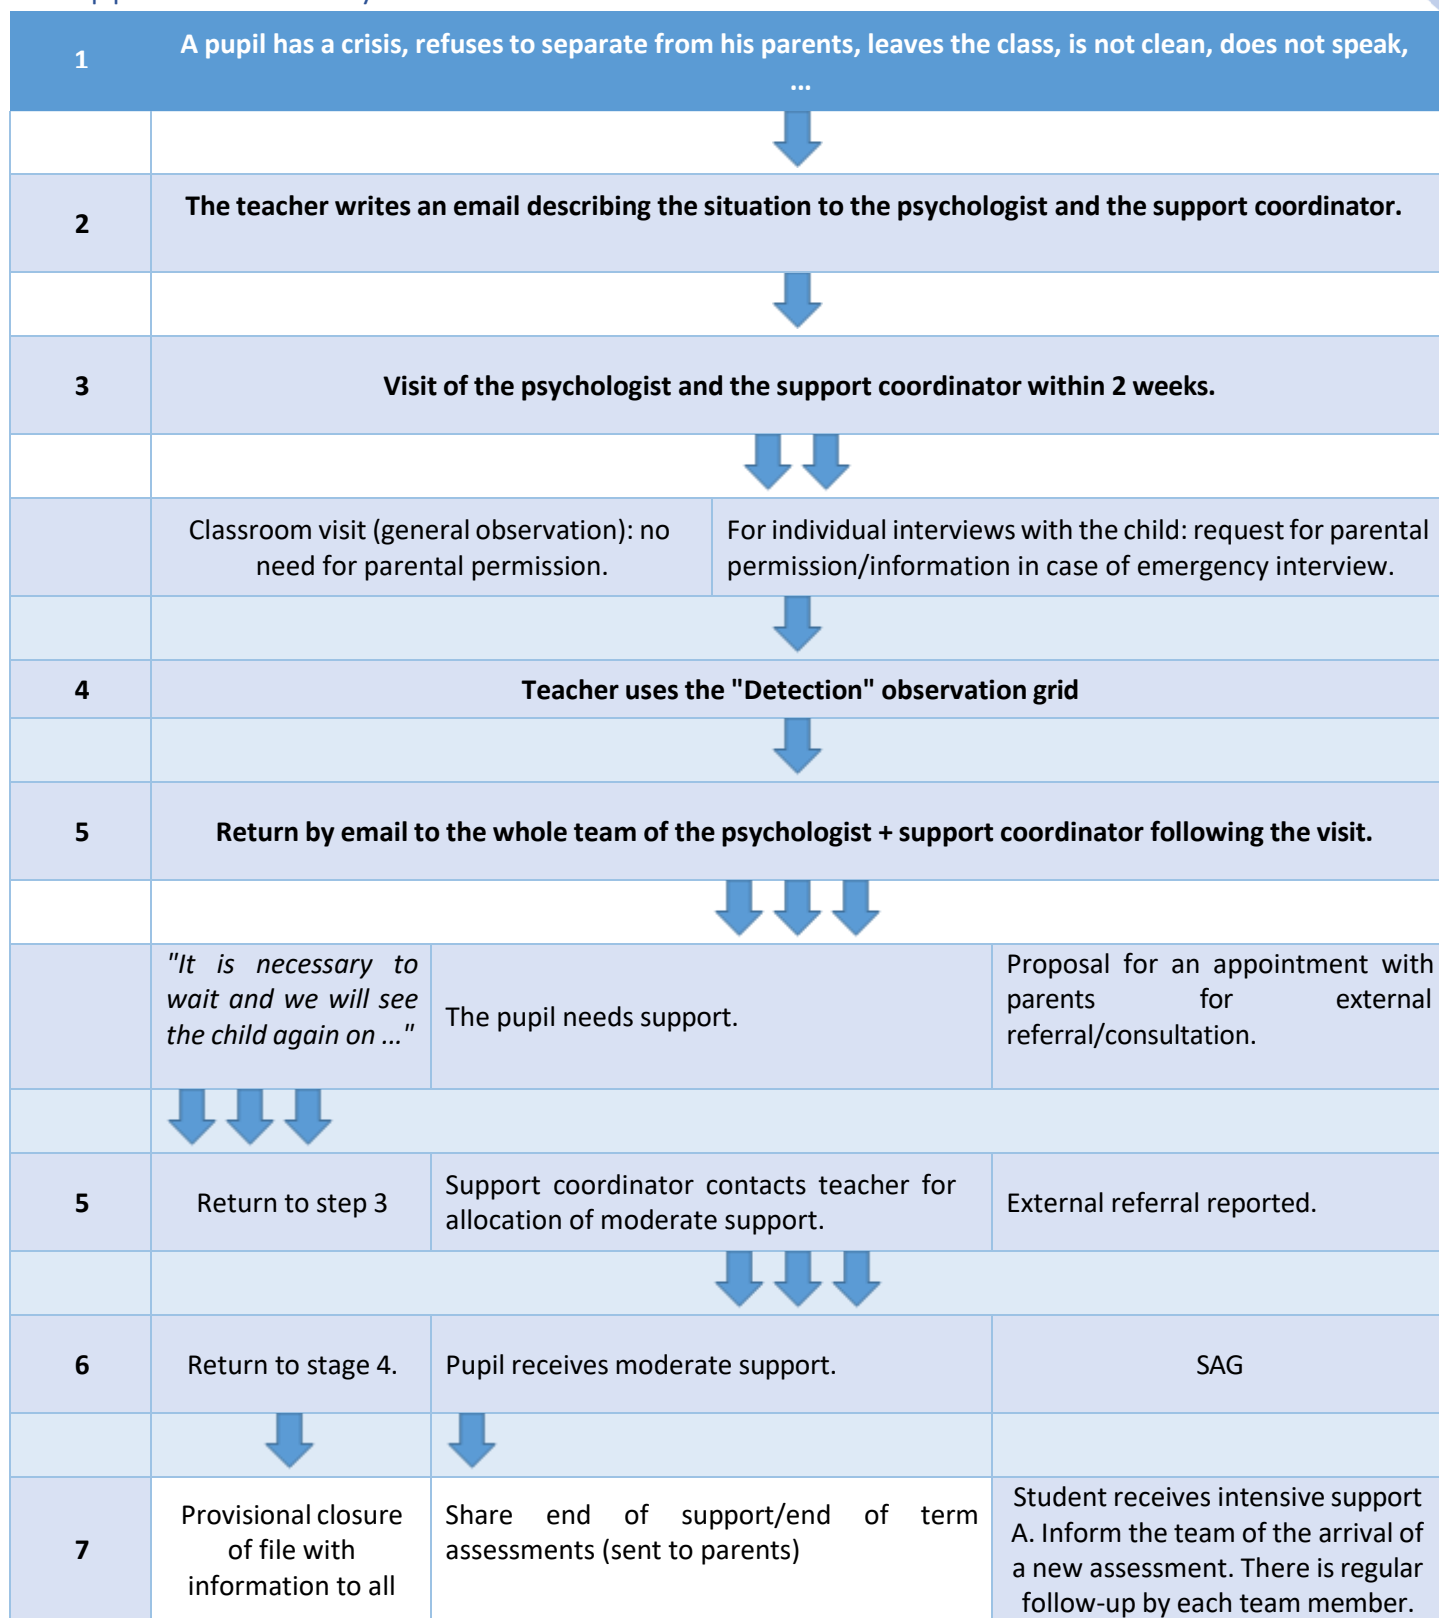 1
A pupil has a crisis, refuses to separate from his parents, leaves the class, is not clean, does not speak,
...
2
The teacher writes an email describing the situation to the psychologist and the support coordinator.
3
Visit of the psychologist and the support coordinator within 2 weeks.
Classroom visit (general observation): no
need for parental permission.
For individual interviews with the child: request for parental
permission/information in case of emergency interview.
4
Teacher uses the "Detection" observation grid
5
Return by email to the whole team of the psychologist + support coordinator following the visit.
"It is necessary to
wait and we will see
the child again on ..."
The pupil needs support.
Proposal for an appointment with
parents for external
referral/consultation.
5
Return to step 3
Support coordinator contacts teacher for
allocation of moderate support.
External referral reported.
6
Return to stage 4.
Pupil receives moderate support.
SAG
7
Provisional closure
of file with
information to all
Share end of support/end of term
assessments (sent to parents)
Student receives intensive support
A. Inform the team of the arrival of
a new assessment. There is regular
follow-up by each team member.